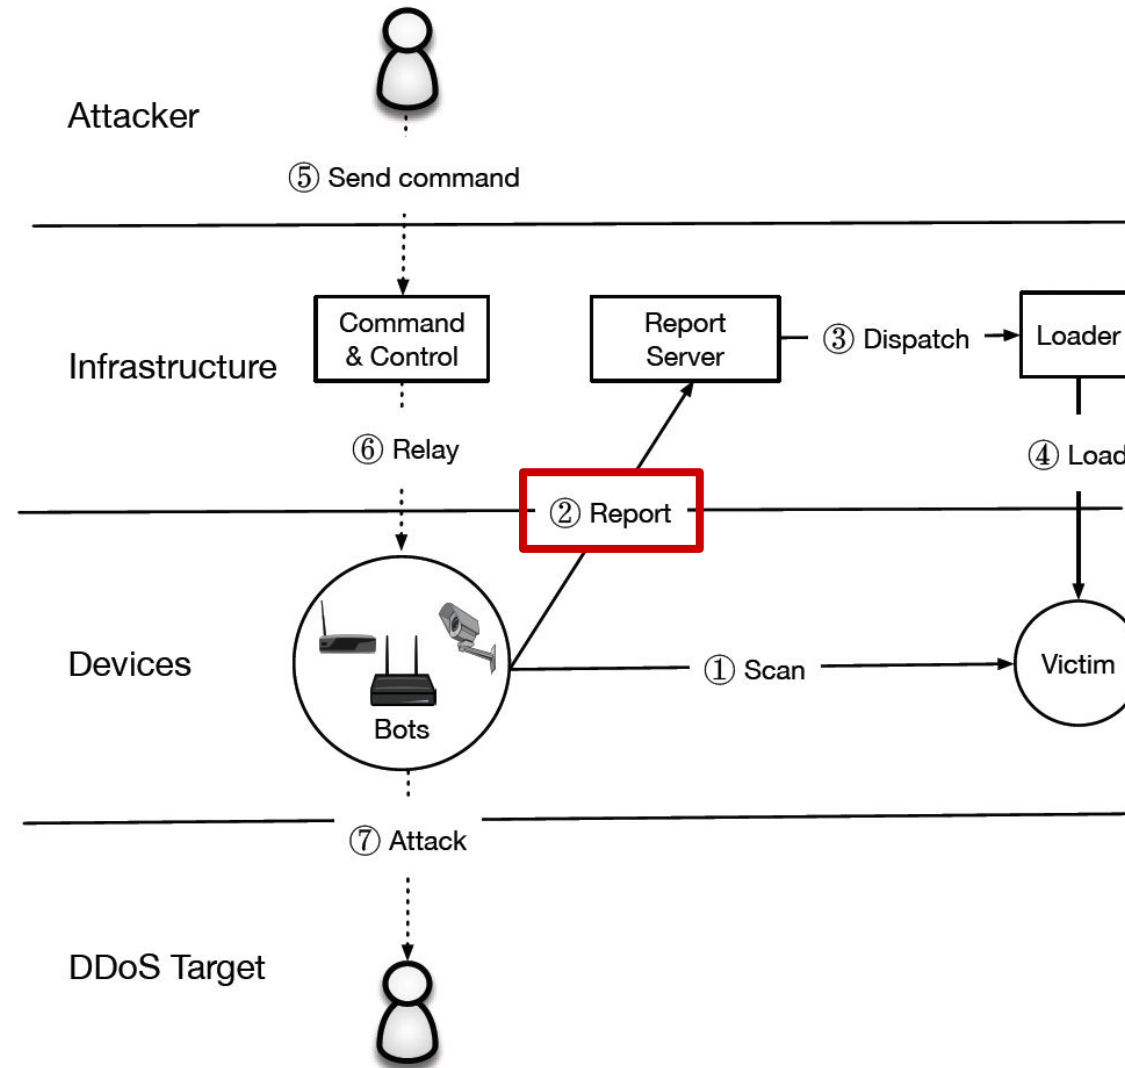 Attacker
⑤ Send command
Command
& Control
Report
Server
③ Dispatch
Loader
Infrastructure
⑥ Relay
④ Load
② Report
Devices
① Scan
Victim
Bots
⑦ Attack
DDoS Target